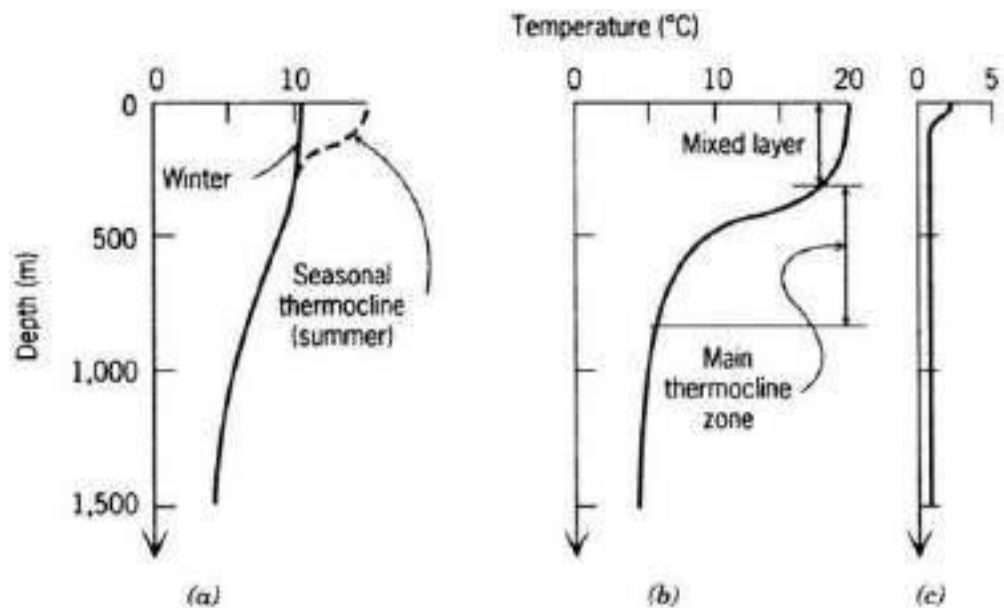 Temperature (°C)
0 10
0 10 20
0 5
0
500
1,000
1,500
Depth (m)
Winter
Seasonal
thermocline
(summer)
Mixed layer
Main
thermocline
zone
(a)
(b)
(c)